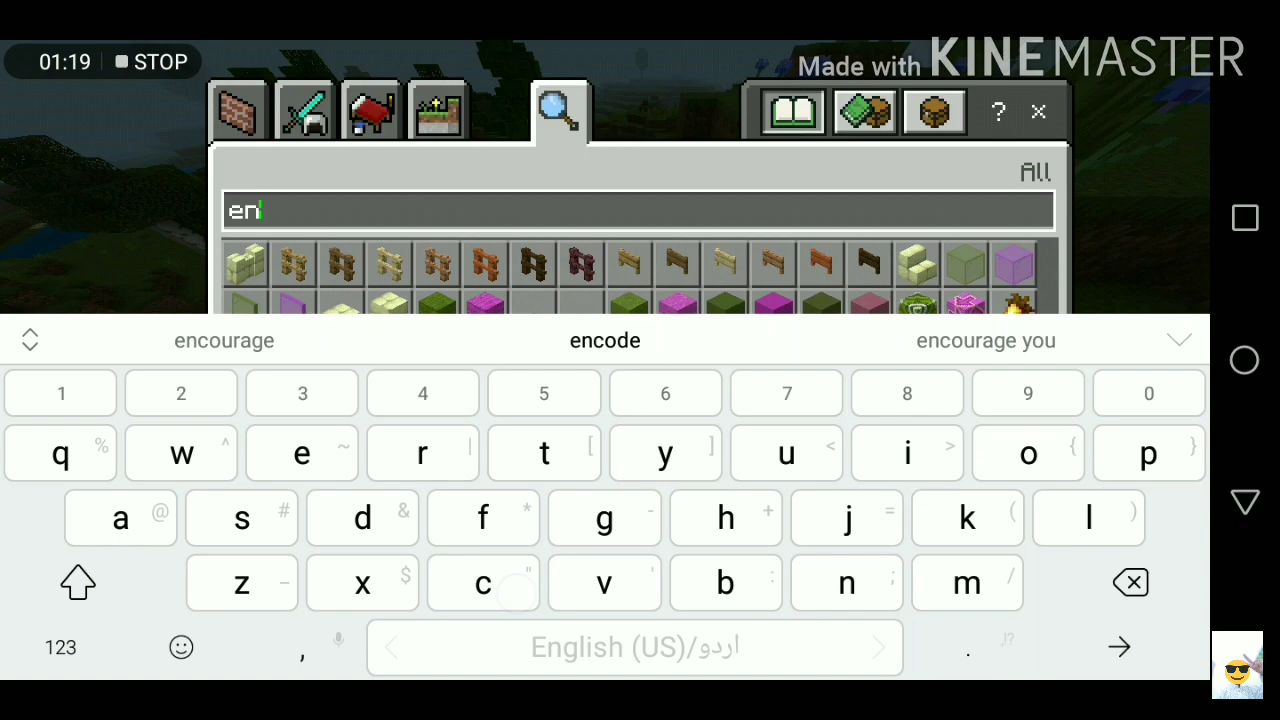 01:19 STOP
Made with KINEMASTER
? ×
All
en
encourage encode encourage you
1 2 3 4 5 6 7 8 9 0
q % w ^ e ~ r | t [ y ] u < i > o { p }
a @ s # d & f * g - h + j = k ( l )
z _ x $ c " v ' b : n ; m /
123 , English (US)/اردو . ,!?